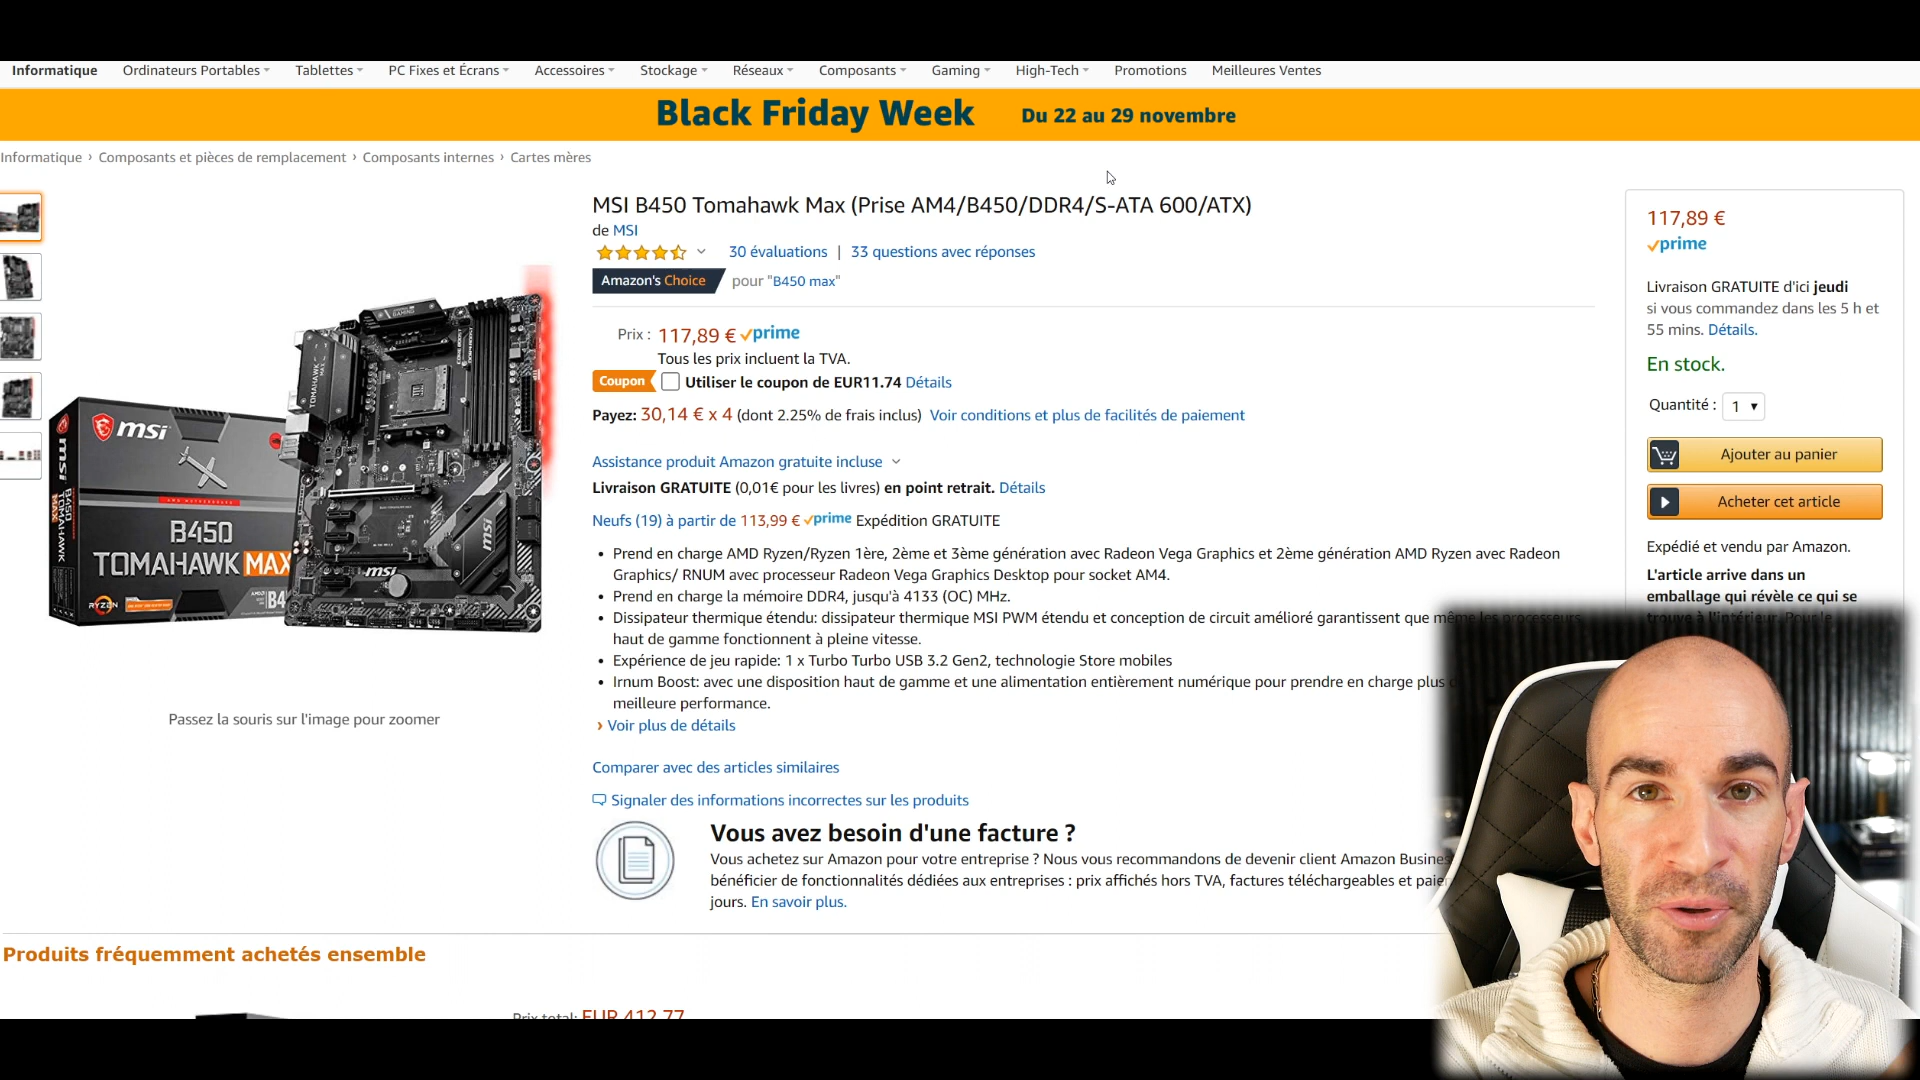 Informatique Ordinateurs Portables Tablettes PC Fixes et Écrans Accessoires Stockage Réseaux Composants Gaming High-Tech Promotions Meilleures Ventes
Black Friday Week Du 22 au 29 novembre
Informatique › Composants et pièces de remplacement › Composants internes › Cartes mères
MSI B450 Tomahawk Max (Prise AM4/B450/DDR4/S-ATA 600/ATX)
de MSI
30 évaluations | 33 questions avec réponses
Amazon's Choice pour "B450 max"
Prix : 117,89 € prime
Tous les prix incluent la TVA.
Coupon Utiliser le coupon de EUR11.74 Détails
Payez: 30,14 € x 4 (dont 2.25% de frais inclus) Voir conditions et plus de facilités de paiement
Assistance produit Amazon gratuite incluse
Livraison GRATUITE (0,01€ pour les livres) en point retrait. Détails
Neufs (19) à partir de 113,99 € prime Expédition GRATUITE
• Prend en charge AMD Ryzen/Ryzen 1ère, 2ème et 3ème génération avec Radeon Vega Graphics et 2ème génération AMD Ryzen avec Radeon
Graphics/ RNUM avec processeur Radeon Vega Graphics Desktop pour socket AM4.
• Prend en charge la mémoire DDR4, jusqu'à 4133 (OC) MHz.
• Dissipateur thermique étendu: dissipateur thermique MSI PWM étendu et conception de circuit amélioré garantissent que même les processeurs
haut de gamme fonctionnent à pleine vitesse.
• Expérience de jeu rapide: 1 x Turbo Turbo USB 3.2 Gen2, technologie Store mobiles
• Irnum Boost: avec une disposition haut de gamme et une alimentation entièrement numérique pour prendre en charge plus
meilleure performance.
› Voir plus de détails
Comparer avec des articles similaires
Signaler des informations incorrectes sur les produits
Vous avez besoin d'une facture ?
Vous achetez sur Amazon pour votre entreprise ? Nous vous recommandons de devenir client Amazon
bénéficier de fonctionnalités dédiées aux entreprises : prix affichés hors TVA, factures téléchargeables et
jours. En savoir plus.
117,89 €
prime
Livraison GRATUITE d'ici jeudi
si vous commandez dans les 5 h et
55 mins. Détails.
En stock.
Quantité : 1
Ajouter au panier
Acheter cet article
Expédié et vendu par Amazon.
L'article arrive dans un
emballage qui révèle ce qui se
trouve à l'intérieur. Pour le
msi
B450
TOMAHAWK MAX
RYZEN
msi
B450 TOMAHAWK MAX
TOMAHAWK MAX
msi
msi
Passez la souris sur l'image pour zoomer
Produits fréquemment achetés ensemble
Prix total: EUR 412,77